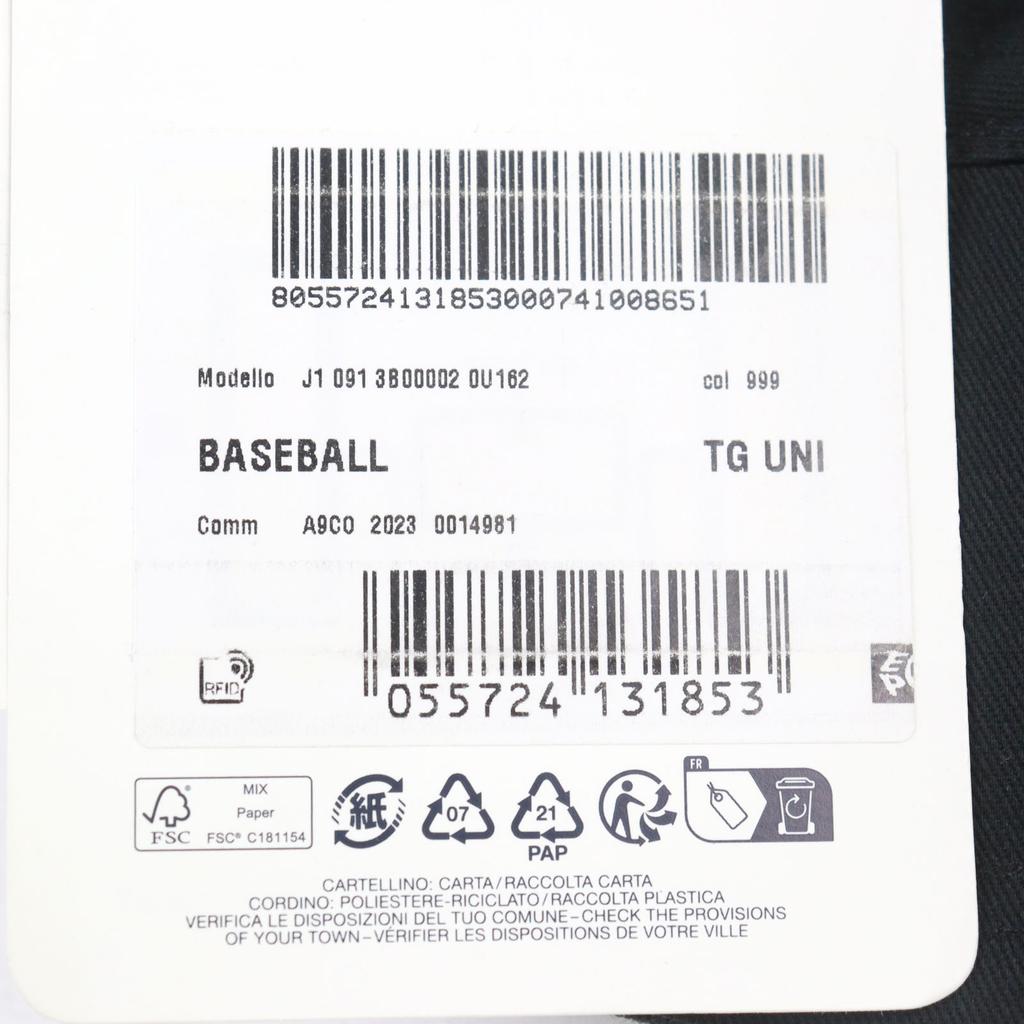 8055724131853000741008651
Modello J1 091 3B00002 0U162 col 999
BASEBALL TG UNI
Comm A9C0 2023 0014981
RFID
055724 131853
EP
FSC
MIX
Paper
FSC® C181154
紙
07
21
PAP
FR
CARTELLINO: CARTA/RACCOLTA CARTA
CORDINO: POLIESTERE-RICICLATO/RACCOLTA PLASTICA
VERIFICA LE DISPOSIZIONI DEL TUO COMUNE–CHECK THE PROVISIONS
OF YOUR TOWN–VÉRIFIER LES DISPOSITIONS DE VOTRE VILLE